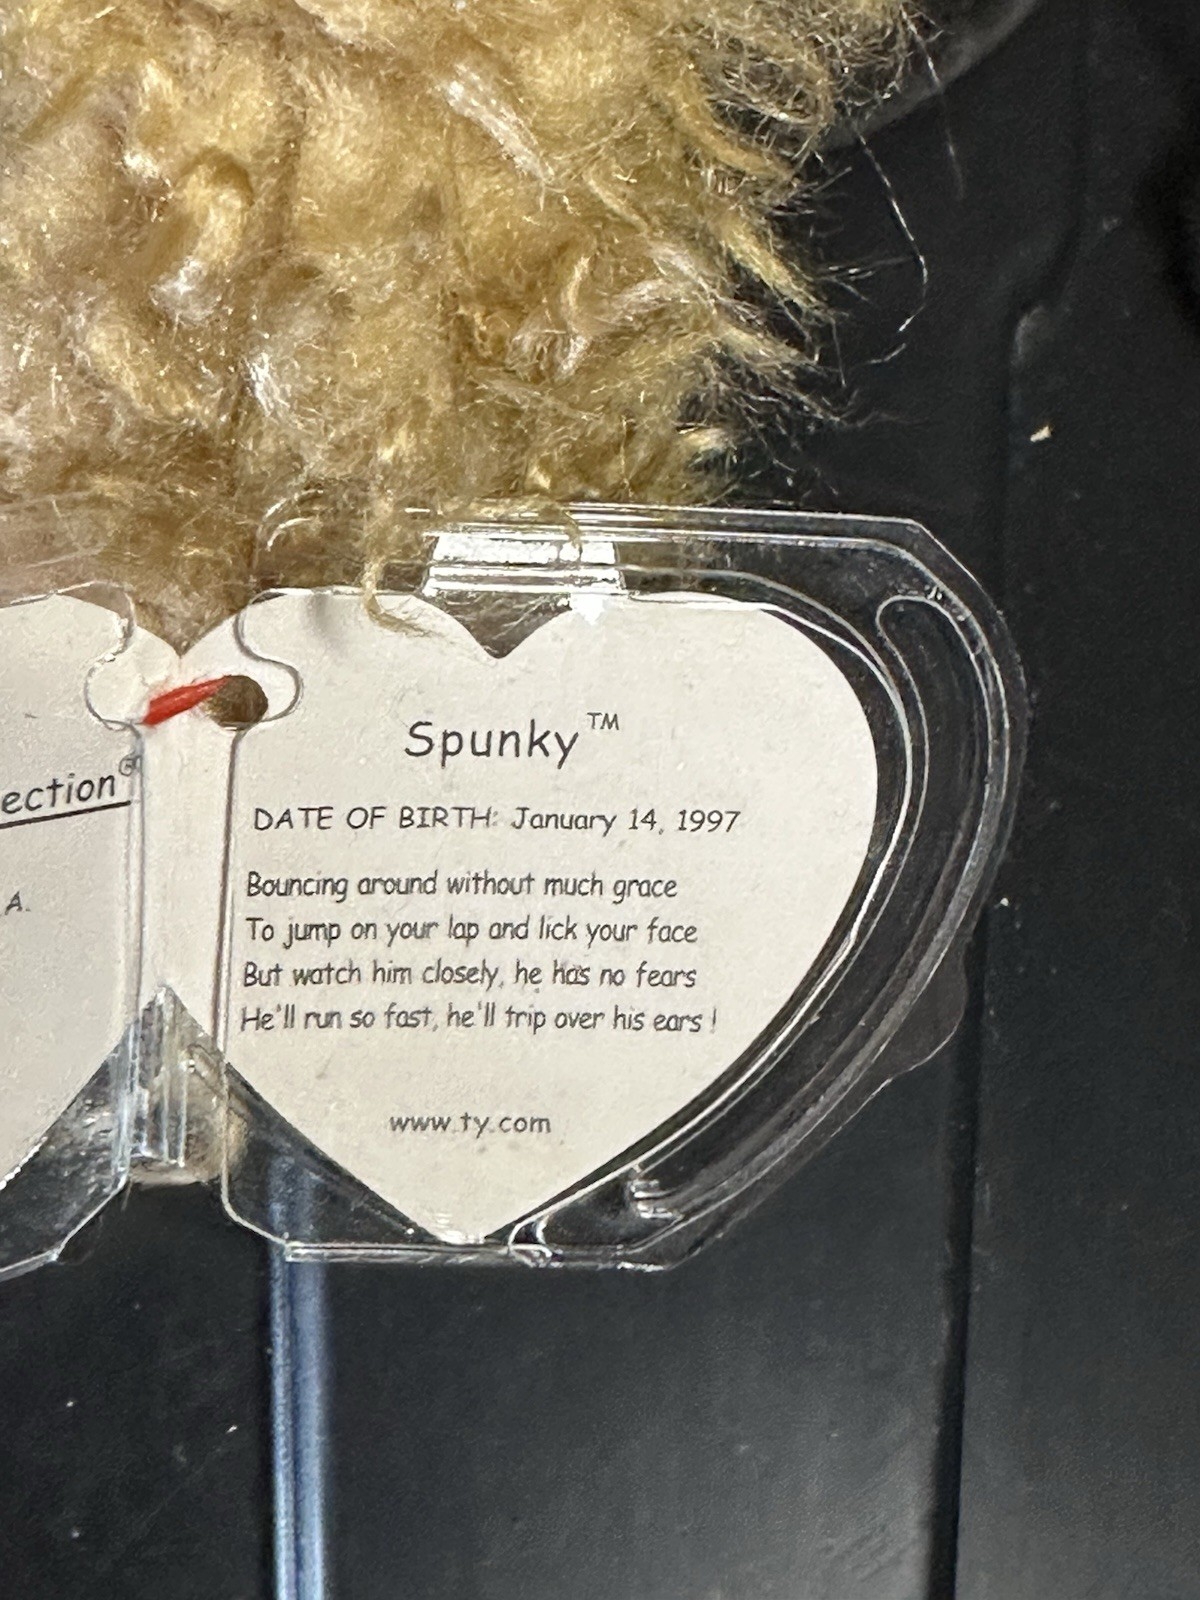 Spunky™
DATE OF BIRTH: January 14, 1997
Bouncing around without much grace
To jump on your lap and lick your face
But watch him closely, he has no fears
He'll run so fast, he'll trip over his ears !
www.ty.com
ection®
A.